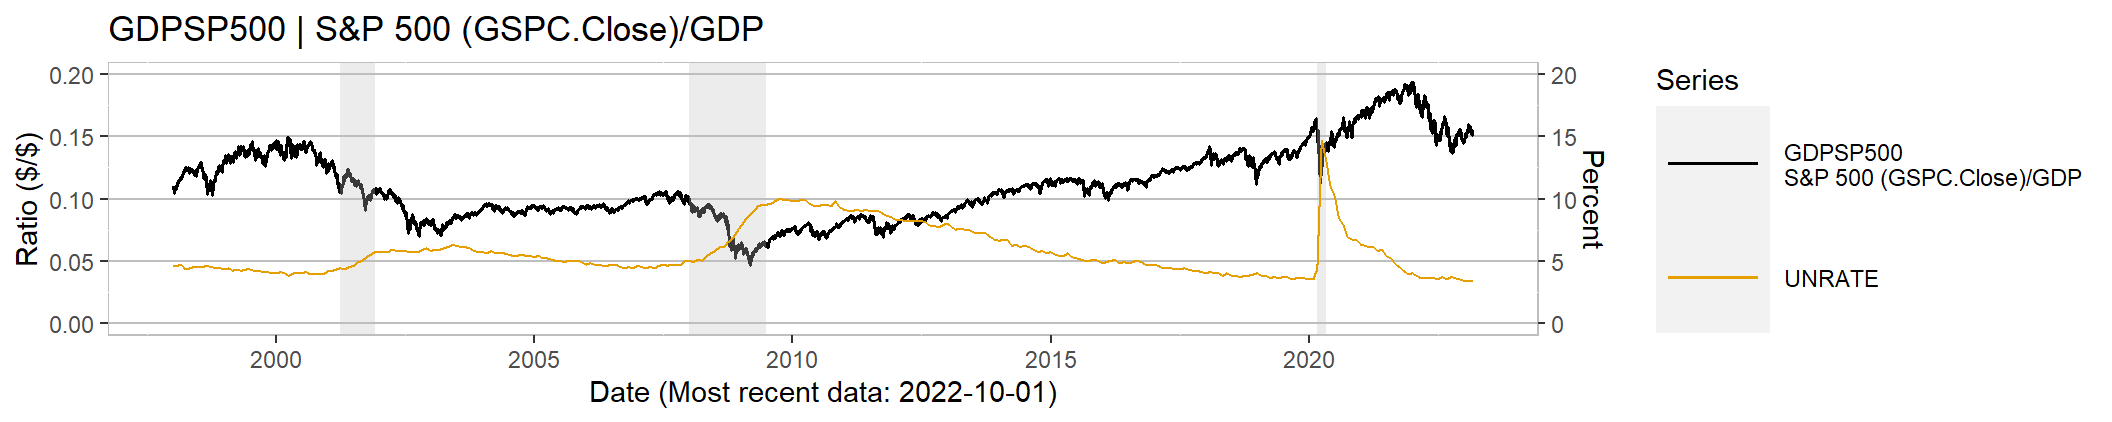 GDPSP500 | S&P 500 (GSPC.Close)/GDP
Ratio ($/$)
0.20
0.15
0.10
0.05
0.00
20
15
10
5
0
Percent
2000
2005
2010
2015
2020
Date (Most recent data: 2022-10-01)
Series
GDPSP500
S&P 500 (GSPC.Close)/GDP
UNRATE